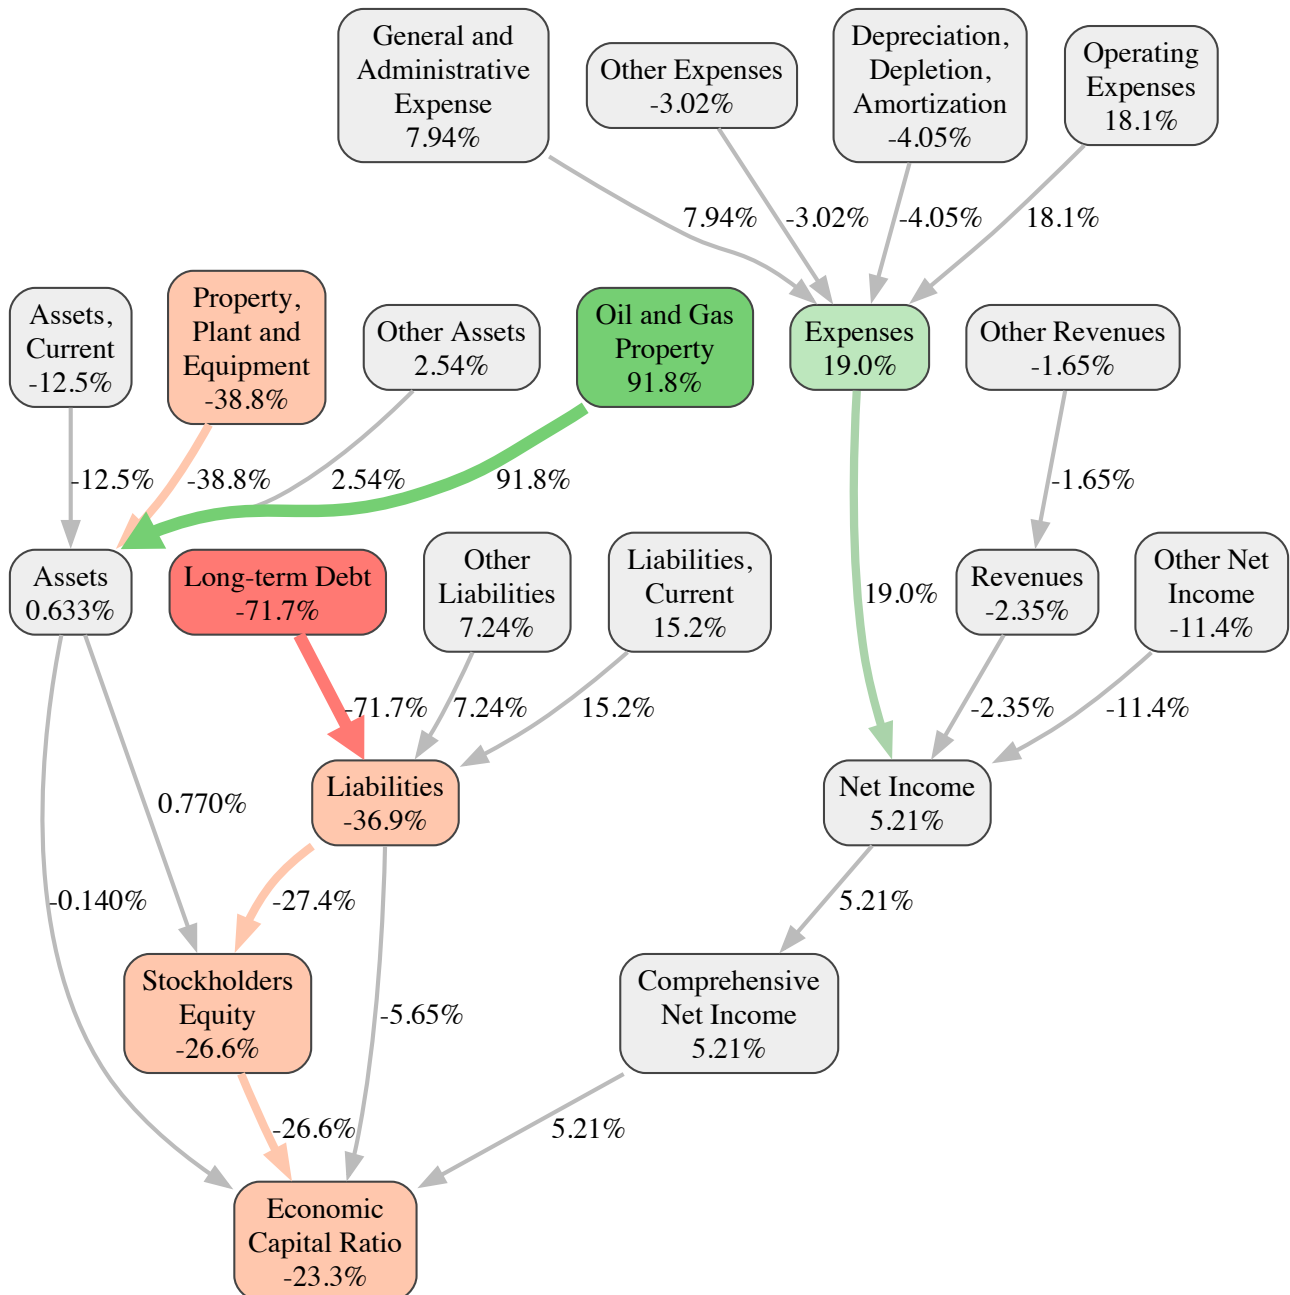 General and
Administrative
Expense
7.94%
Other Expenses
-3.02%
Depreciation,
Depletion,
Amortization
-4.05%
Operating
Expenses
18.1%
7.94%
-3.02%
-4.05%
18.1%
Assets,
Current
-12.5%
Property,
Plant and
Equipment
-38.8%
Other Assets
2.54%
Oil and Gas
Property
91.8%
Expenses
19.0%
Other Revenues
-1.65%
-12.5%
-38.8%
2.54%
91.8%
-1.65%
Assets
0.633%
Long-term Debt
-71.7%
Other
Liabilities
7.24%
Liabilities,
Current
15.2%
19.0%
Revenues
-2.35%
Other Net
Income
-11.4%
-71.7%
7.24%
15.2%
-2.35%
-11.4%
0.770%
Liabilities
-36.9%
Net Income
5.21%
-0.140%
-27.4%
5.21%
Stockholders
Equity
-26.6%
-5.65%
Comprehensive
Net Income
5.21%
-26.6%
5.21%
Economic
Capital Ratio
-23.3%